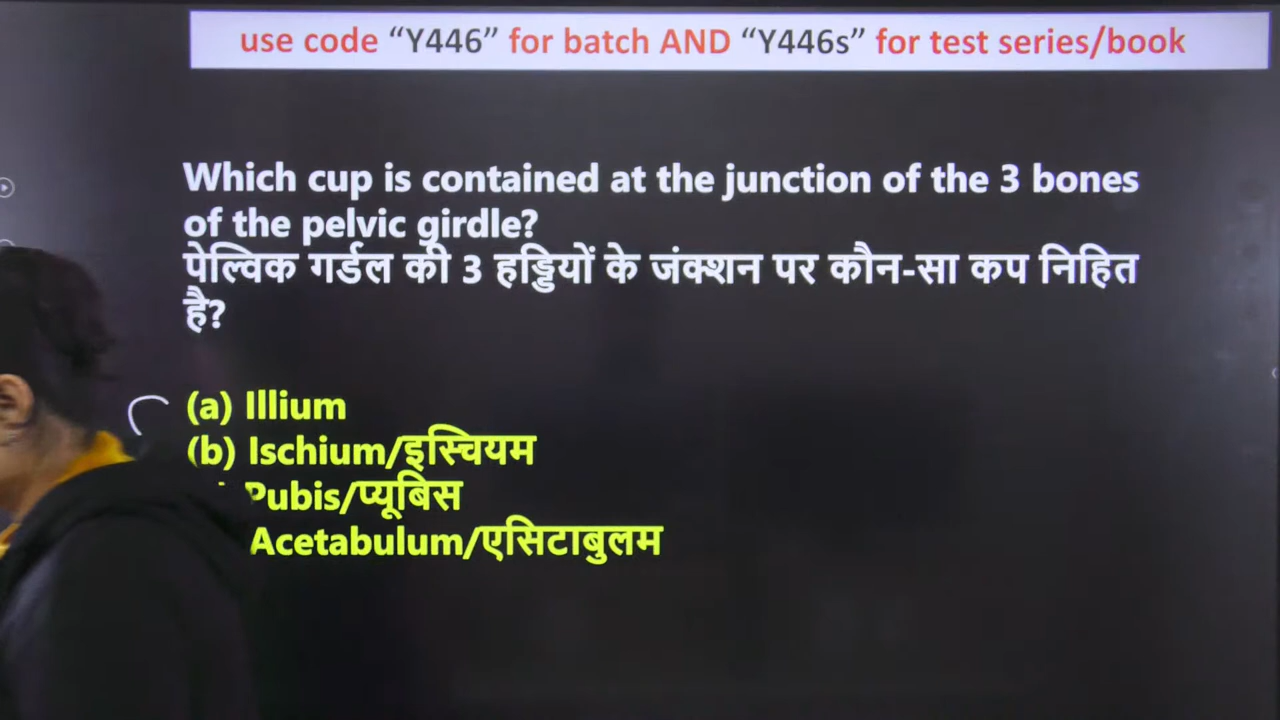 use code “Y446” for batch AND “Y446s” for test series/book
Which cup is contained at the junction of the 3 bones
of the pelvic girdle?
पेल्विक गर्डल की 3 हड्डियों के जंक्शन पर कौन-सा कप निहित
है?
(a) Illium
(b) Ischium/इस्चियम
Pubis/प्यूबिस
Acetabulum/एसिटाबुलम